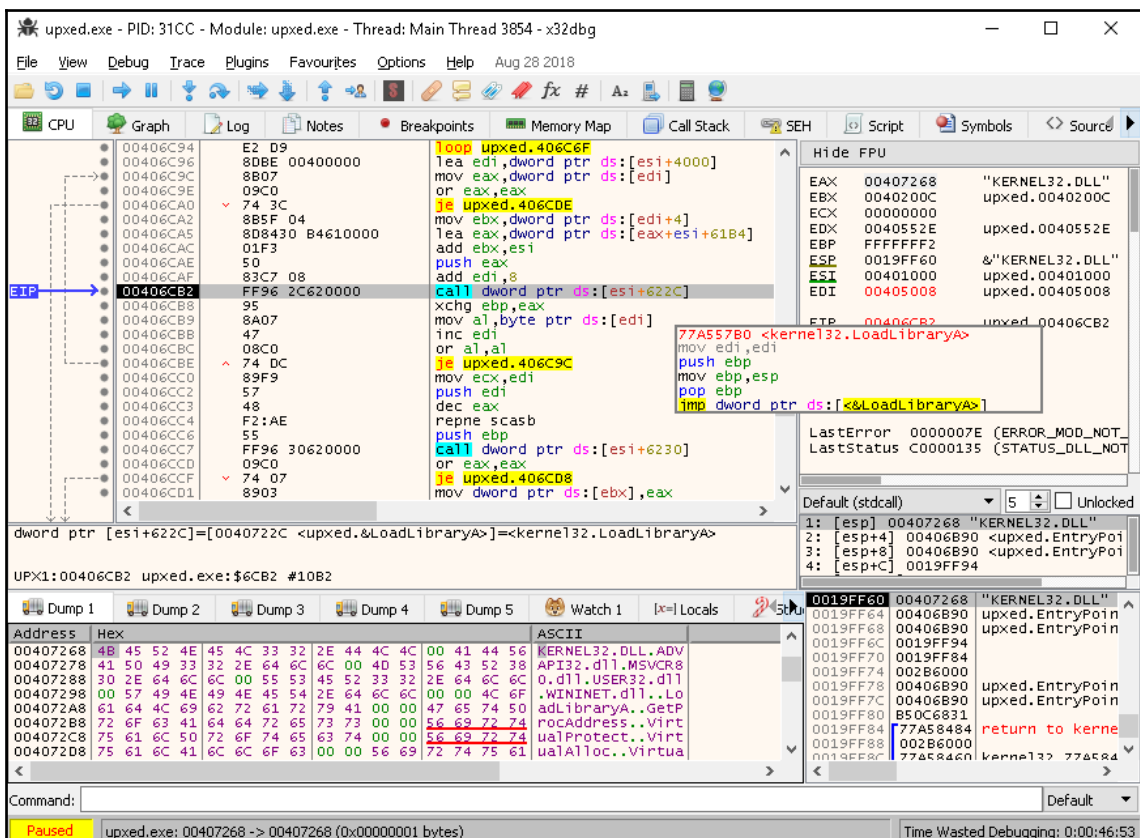 upxed.exe - PID: 31CC - Module: upxed.exe - Thread: Main Thread 3854 - x32dbg
File View Debug Trace Plugins Favourites Options Help Aug 28 2018
CPU Graph Log Notes Breakpoints Memory Map Call Stack SEH Script Symbols Source
00406C94 E2 D9 loop upxed.406C6F
00406C96 8DBE 00400000 lea edi,dword ptr ds:[esi+4000]
00406C9C 8B07 mov eax,dword ptr ds:[edi]
00406C9E 09C0 or eax,eax
00406CA0 74 3C je upxed.406CDE
00406CA2 8B5F 04 mov ebx,dword ptr ds:[edi+4]
00406CA5 8D8430 B4610000 lea eax,dword ptr ds:[eax+esi+61B4]
00406CAC 01F3 add ebx,esi
00406CAE 50 push eax
00406CAF 83C7 08 add edi,8
EIP 00406CB2 FF96 2C620000 call dword ptr ds:[esi+622C]
00406CB8 95 xchg ebp,eax
00406CB9 8A07 mov al,byte ptr ds:[edi]
00406CBB 47 inc edi
00406CBC 08C0 or al,al
00406CBE 74 DC je upxed.406C9C
00406CC0 89F9 mov ecx,edi
00406CC2 57 push edi
00406CC3 48 dec eax
00406CC4 F2:AE repne scasb
00406CC6 55 push ebp
00406CC7 FF96 30620000 call dword ptr ds:[esi+6230]
00406CCD 09C0 or eax,eax
00406CCF 74 07 je upxed.406CD8
00406CD1 8903 mov dword ptr ds:[ebx],eax
Hide FPU
EAX 00407268 "KERNEL32.DLL"
EBX 0040200C upxed.0040200C
ECX 00000000
EDX 0040552E upxed.0040552E
EBP FFFFFFF2
ESP 0019FF60 &"KERNEL32.DLL"
ESI 00401000 upxed.00401000
EDI 00405008 upxed.00405008
EIP 00406CB2 upxed.00406CB2
77A557B0 <kernel32.LoadLibraryA>
mov edi,edi
push ebp
mov ebp,esp
pop ebp
jmp dword ptr ds:[<&LoadLibraryA>]
LastError 0000007E (ERROR_MOD_NOT_
LastStatus C0000135 (STATUS_DLL_NOT
Default (stdcall) 5 Unlocked
1: [esp] 00407268 "KERNEL32.DLL"
2: [esp+4] 00406B90 <upxed.EntryPoi
3: [esp+8] 00406B90 <upxed.EntryPoi
4: [esp+C] 0019FF94
dword ptr [esi+622C]=[0040722C <upxed.&LoadLibraryA>]=<kernel32.LoadLibraryA>
UPX1:00406CB2 upxed.exe:$6CB2 #10B2
Dump 1 Dump 2 Dump 3 Dump 4 Dump 5 Watch 1 [x=] Locals
Address Hex ASCII
00407268 4B 45 52 4E 45 4C 33 32 2E 44 4C 4C 00 41 44 56 KERNEL32.DLL.ADV
00407278 41 50 49 33 32 2E 64 6C 6C 00 4D 53 56 43 52 38 API32.dll.MSVCR8
00407288 30 2E 64 6C 6C 00 55 53 45 52 33 32 2E 64 6C 6C 0.dll.USER32.dll
00407298 00 57 49 4E 49 4E 45 54 2E 64 6C 6C 00 00 4C 6F .WININET.dll..Lo
004072A8 61 64 4C 69 62 72 61 72 79 41 00 00 47 65 74 50 adLibraryA..GetP
004072B8 72 6F 63 41 64 64 72 65 73 73 00 00 56 69 72 74 rocAddress..Virt
004072C8 75 61 6C 50 72 6F 74 65 63 74 00 00 56 69 72 74 ualProtect..Virt
004072D8 75 61 6C 41 6C 6C 6F 63 00 00 56 69 72 74 75 61 ualAlloc..Virtua
0019FF60 00407268 "KERNEL32.DLL"
0019FF64 00406B90 upxed.EntryPoin
0019FF68 00406B90 upxed.EntryPoin
0019FF6C 0019FF94
0019FF70 0019FF84
0019FF74 002B6000
0019FF78 00406B90 upxed.EntryPoin
0019FF7C 00406B90 upxed.EntryPoin
0019FF80 B50C6831
0019FF84 77A58484 return to kerne
0019FF88 002B6000
0019FF8C 77A58460 kernel32.77A584
Command: Default
Paused upxed.exe: 00407268 -> 00407268 (0x00000001 bytes) Time Wasted Debugging: 0:00:46:53